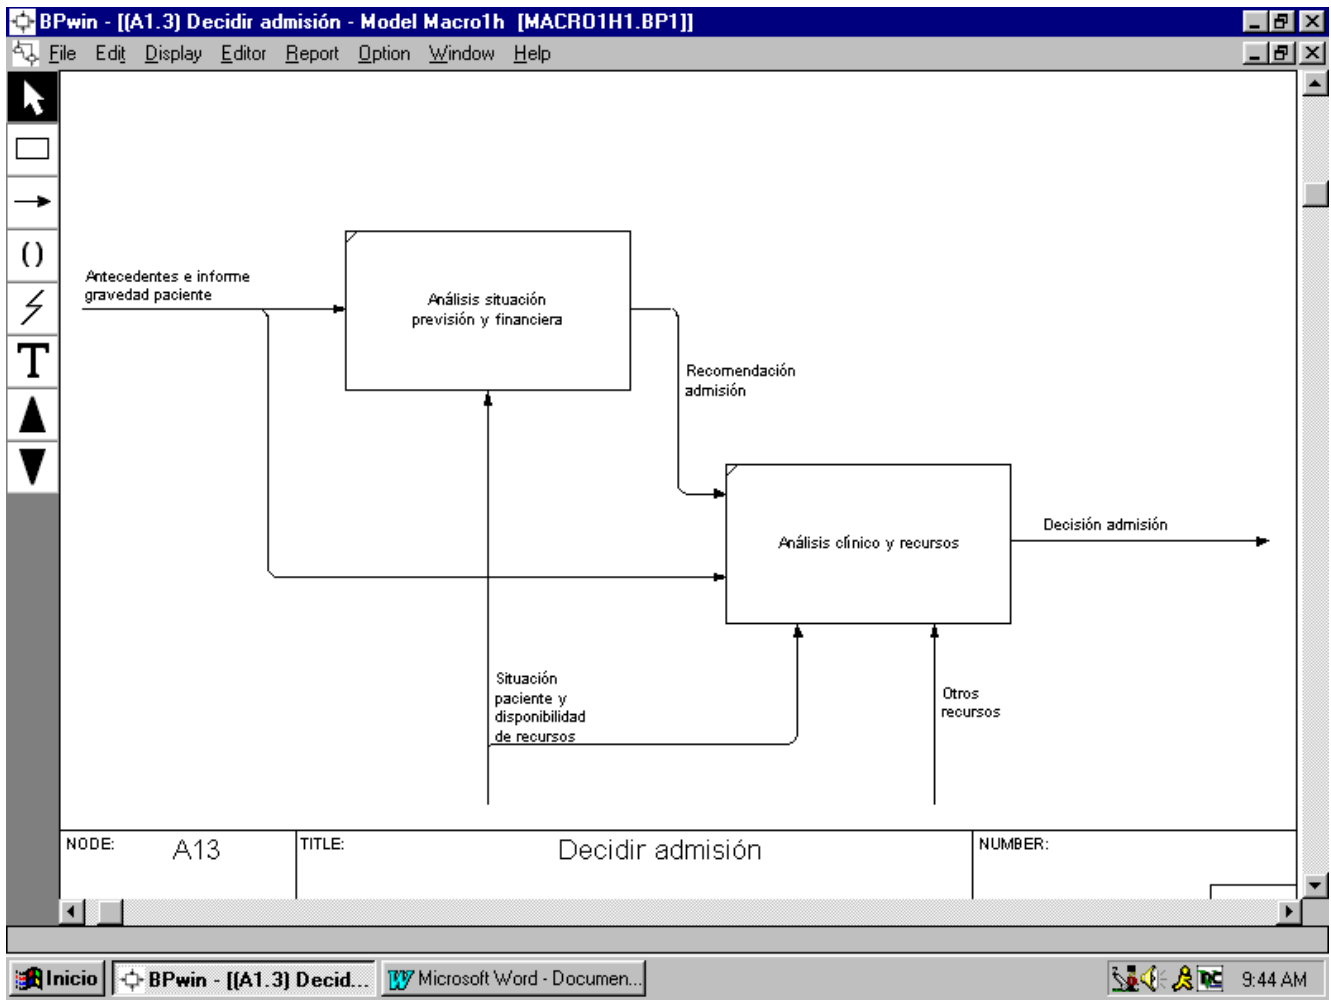 BPwin - [(A1.3) Decidir admisión - Model Macro1h [MACRO1H1.BP1]]
File Edit Display Editor Report Option Window Help
()
T
Antecedentes e informe
gravedad paciente
Análisis situación
previsión y financiera
Recomendación
admisión
Análisis clínico y recursos
Decisión admisión
Situación
paciente y
disponibilidad
de recursos
Otros
recursos
NODE: A13
TITLE: Decidir admisión
NUMBER:
Inicio
BPwin - [(A1.3) Decid...
Microsoft Word - Documen...
9:44 AM